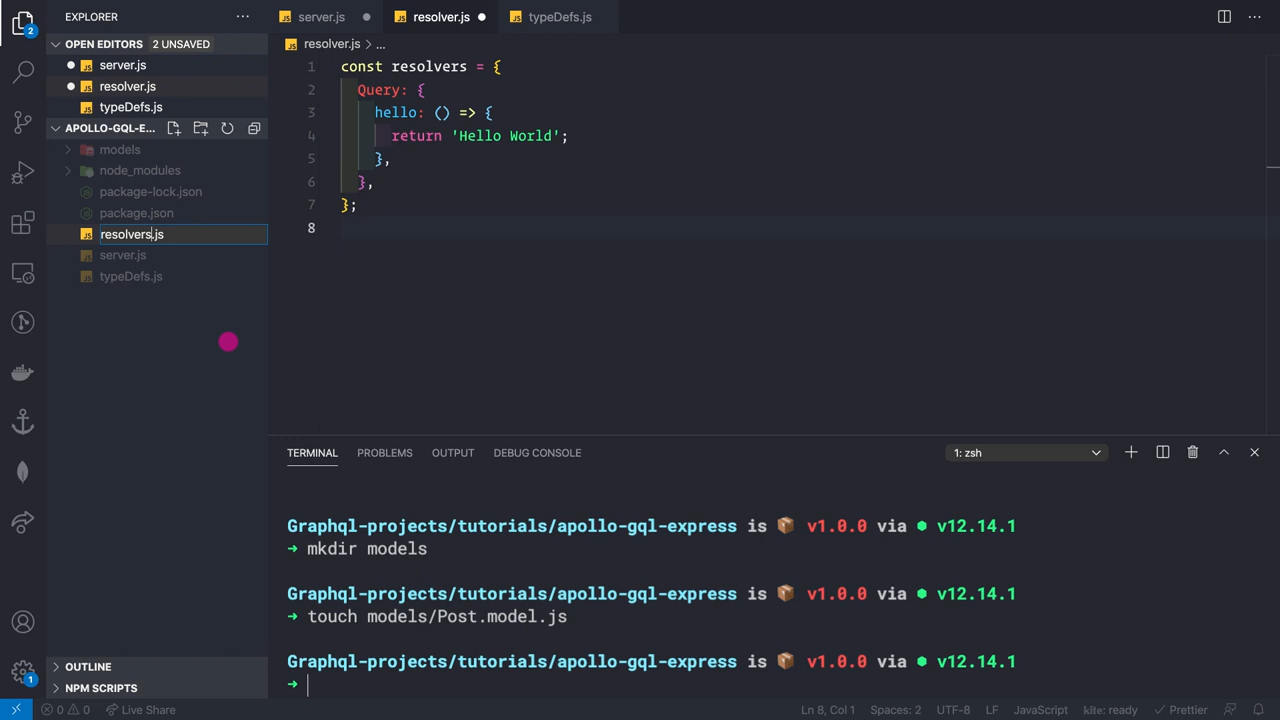 EXPLORER
OPEN EDITORS 2 UNSAVED
server.js
resolver.js
typeDefs.js
APOLLO-GQL-E...
models
node_modules
package-lock.json
package.json
resolvers.js
server.js
typeDefs.js
OUTLINE
NPM SCRIPTS
2
1
server.js
resolver.js
typeDefs.js
resolver.js > ...
1 const resolvers = {
2 Query: {
3 hello: () => {
4 return 'Hello World';
5 },
6 },
7 };
8
TERMINAL PROBLEMS OUTPUT DEBUG CONSOLE 1: zsh
Graphql-projects/tutorials/apollo-gql-express is 📦 v1.0.0 via ⬢ v12.14.1
➜ mkdir models
Graphql-projects/tutorials/apollo-gql-express is 📦 v1.0.0 via ⬢ v12.14.1
➜ touch models/Post.model.js
Graphql-projects/tutorials/apollo-gql-express is 📦 v1.0.0 via ⬢ v12.14.1
➜
0 0 Live Share Ln 8, Col 1 Spaces: 2 UTF-8 LF JavaScript kite: ready Prettier